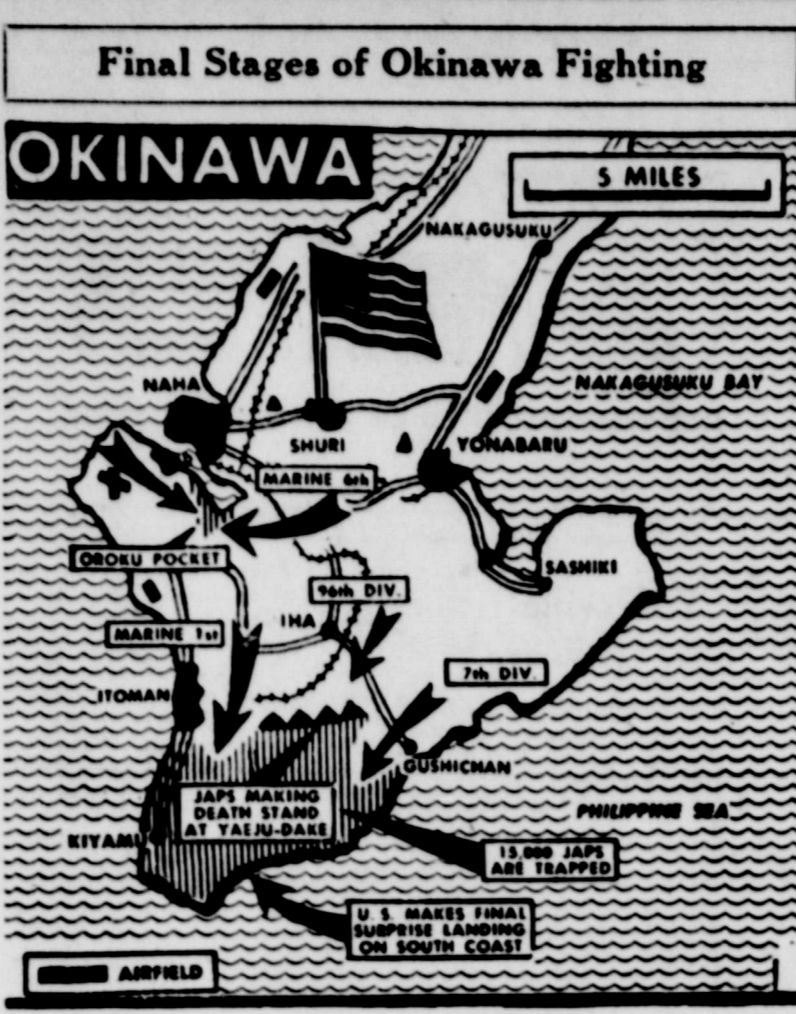 Final Stages of Okinawa Fighting
OKINAWA
5 MILES
NAKAGUSUKU
NAHA
NAKAGUSUKU BAY
SHURI
YONABARU
MARINE 6th
OROKU POCKET
SASHIKI
96th DIV.
IHA
MARINE 1st
7th DIV.
ITOMAN
GUSHICHAN
JAPS MAKING
DEATH STAND
AT YAEJU-DAKE
PHILIPPINE SEA
KIYAMU
15,000 JAPS
ARE TRAPPED
U. S. MAKES FINAL
SURPRISE LANDING
ON SOUTH COAST
AIRFIELD